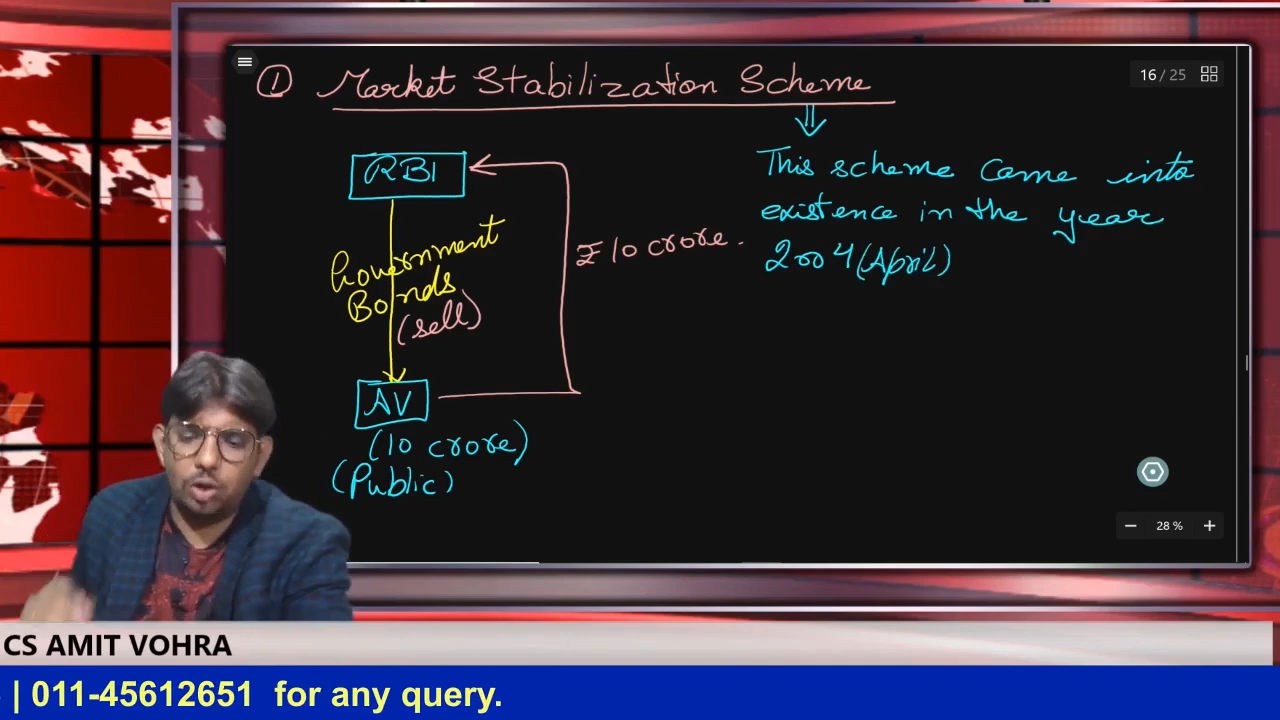 ① Market Stabilization Scheme
16 / 25
RBI
This scheme came into
existence in the year
2004 (April)
Government
Bonds
(sell)
₹ 10 crore.
AV
(10 crore)
(Public)
28 %
CS AMIT VOHRA
| 011-45612651 for any query.